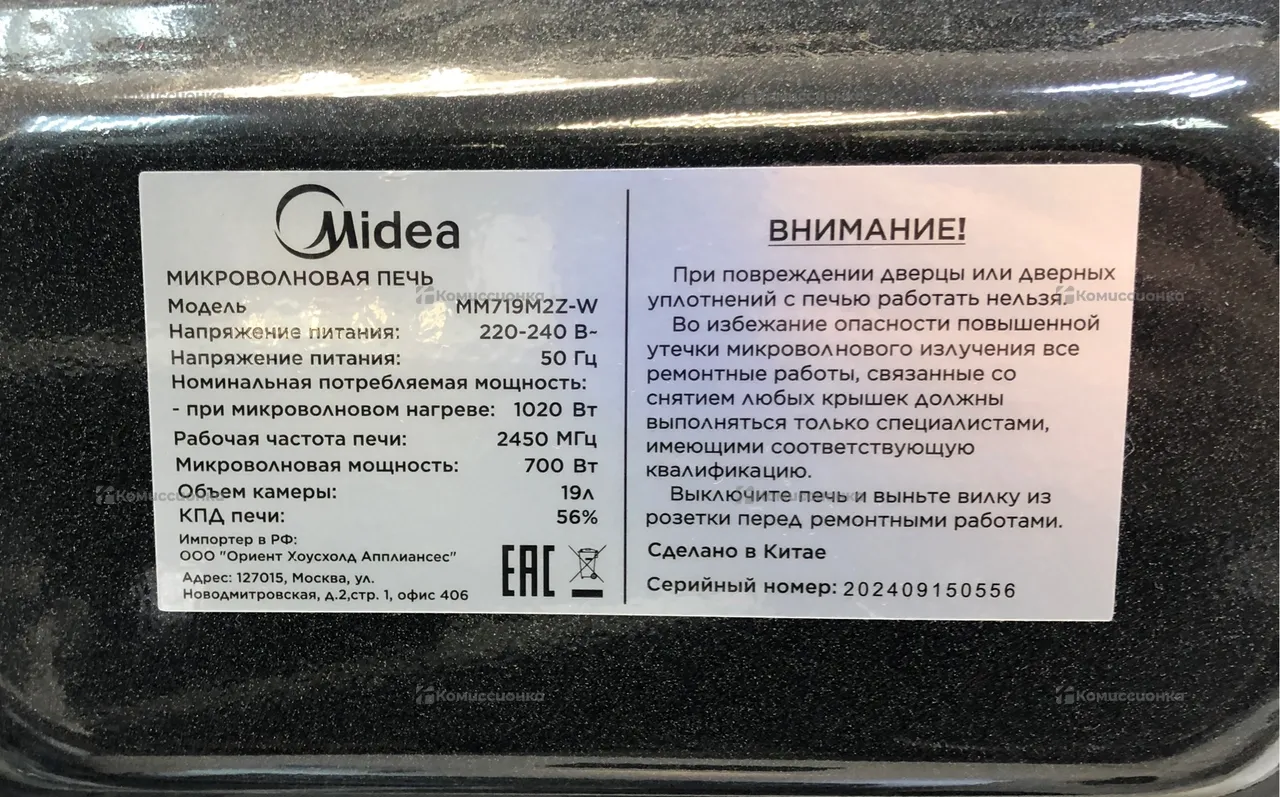 Midea
МИКРОВОЛНОВАЯ ПЕЧЬ
Модель MM719M2Z-W
Напряжение питания: 220-240 В~
Напряжение питания: 50 Гц
Номинальная потребляемая мощность:
- при микроволновом нагреве: 1020 Вт
Рабочая частота печи: 2450 МГц
Микроволновая мощность: 700 Вт
Объем камеры: 19л
КПД печи: 56%
Импортер в РФ:
ООО "Ориент Хоусхолд Апплиансес"
Адрес: 127015, Москва, ул.
Новодмитровская, д.2,стр. 1, офис 406
EAC
ВНИМАНИЕ!
При повреждении дверцы или дверных
уплотнений с печью работать нельзя.
Во избежание опасности повышенной
утечки микроволнового излучения все
ремонтные работы, связанные со
снятием любых крышек должны
выполняться только специалистами,
имеющими соответствующую
квалификацию.
Выключите печь и выньте вилку из
розетки перед ремонтными работами.
Сделано в Китае
Серийный номер: 202409150556
Комиссионка
Комиссионка
Комиссионка
Комиссионка
Комиссионка
Комиссионка